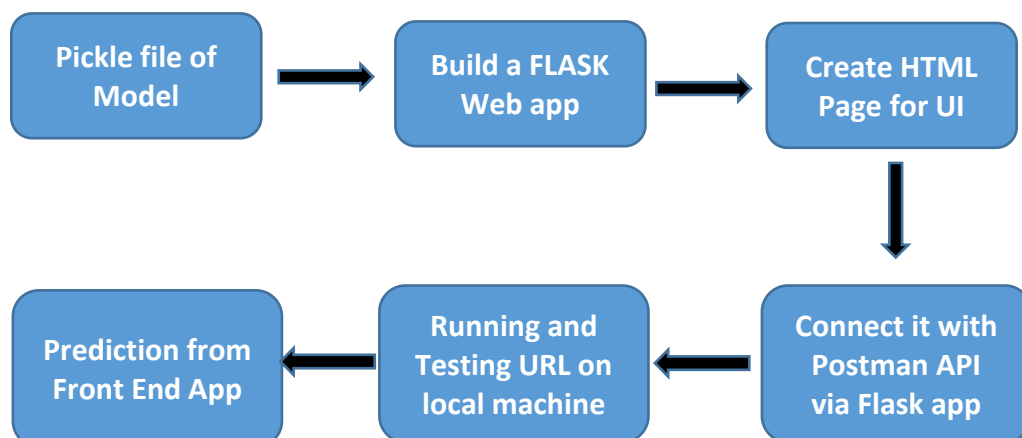 Pickle file of
Model
Build a FLASK
Web app
Create HTML
Page for UI
Connect it with
Postman API
via Flask app
Running and
Testing URL on
local machine
Prediction from
Front End App